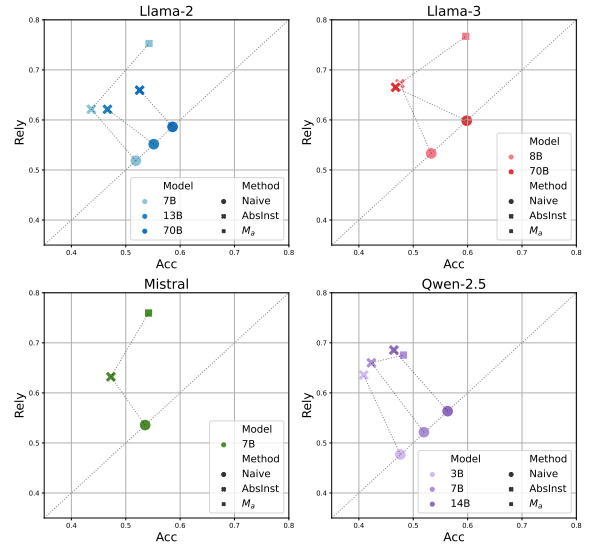 Llama-2
0.8
0.7
0.6
0.5
0.4
Rely
0.4 0.5 0.6 0.7 0.8
Acc
Model Method
7B Naive
13B AbsInst
70B Mₐ
Llama-3
0.8
0.7
0.6
0.5
0.4
Rely
0.4 0.5 0.6 0.7 0.8
Acc
Model
8B
70B
Method
Naive
AbsInst
Mₐ
Mistral
0.8
0.7
0.6
0.5
0.4
Rely
0.4 0.5 0.6 0.7 0.8
Acc
Model
7B
Method
Naive
AbsInst
Mₐ
Qwen-2.5
0.8
0.7
0.6
0.5
0.4
Rely
0.4 0.5 0.6 0.7 0.8
Acc
Model Method
3B Naive
7B AbsInst
14B Mₐ